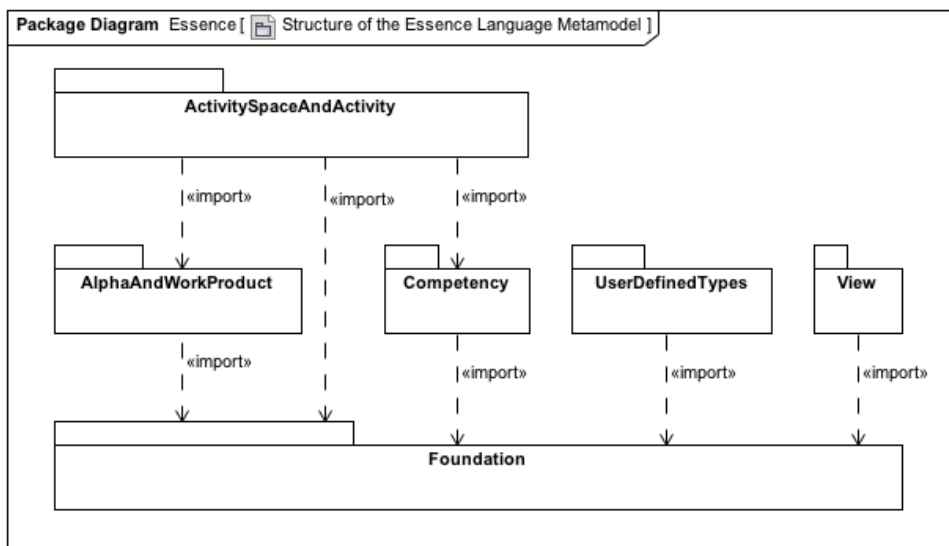 Package Diagram Essence [ Structure of the Essence Language Metamodel ]
ActivitySpaceAndActivity
«import» «import» «import»
AlphaAndWorkProduct Competency UserDefinedTypes View
«import» «import» «import» «import»
Foundation